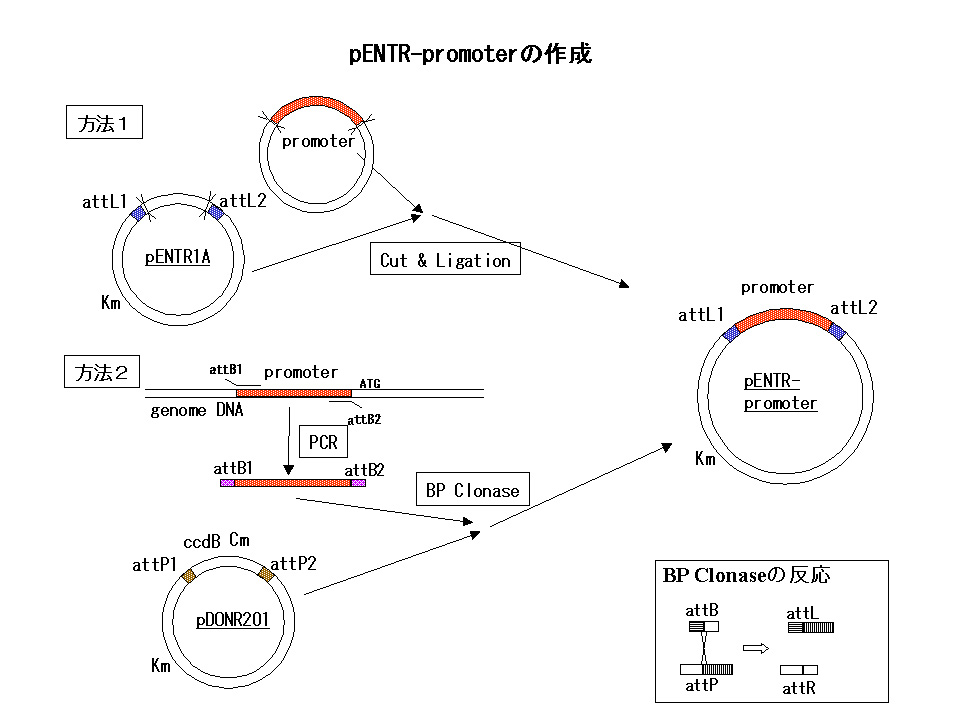 pENTR-promoterの作成
方法1
promoter
attL1
attL2
pENTR1A
Km
Cut & Ligation
promoter
attL1
attL2
pENTR-
promoter
Km
方法2
attB1
promoter
ATG
genome DNA
attB2
PCR
attB1
attB2
BP Clonase
ccdB Cm
attP1
attP2
pDONR201
Km
BP Clonaseの反応
attB
attL
attP
attR